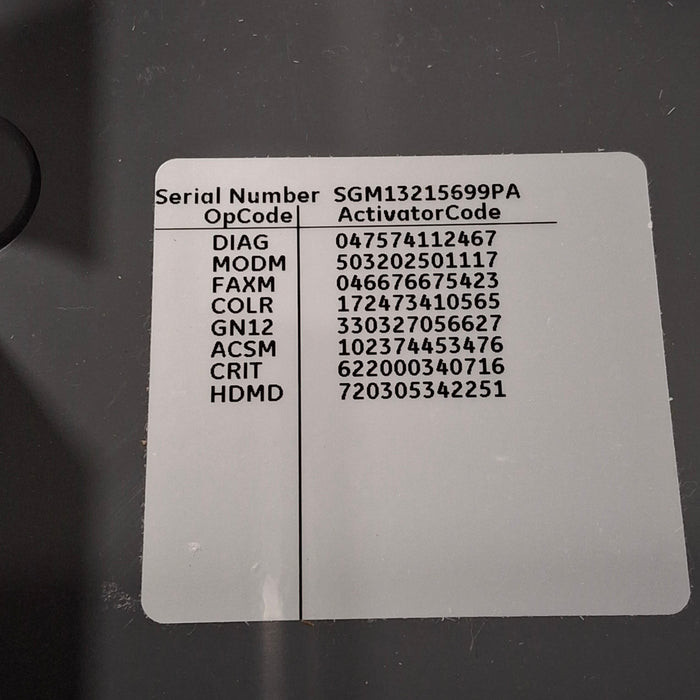 Serial Number SGM13215699PA
OpCode ActivatorCode
DIAG 047574112467
MODM 503202501117
FAXM 046676675423
COLR 172473410565
GN12 330327056627
ACSM 102374453476
CRIT 622000340716
HDMD 720305342251